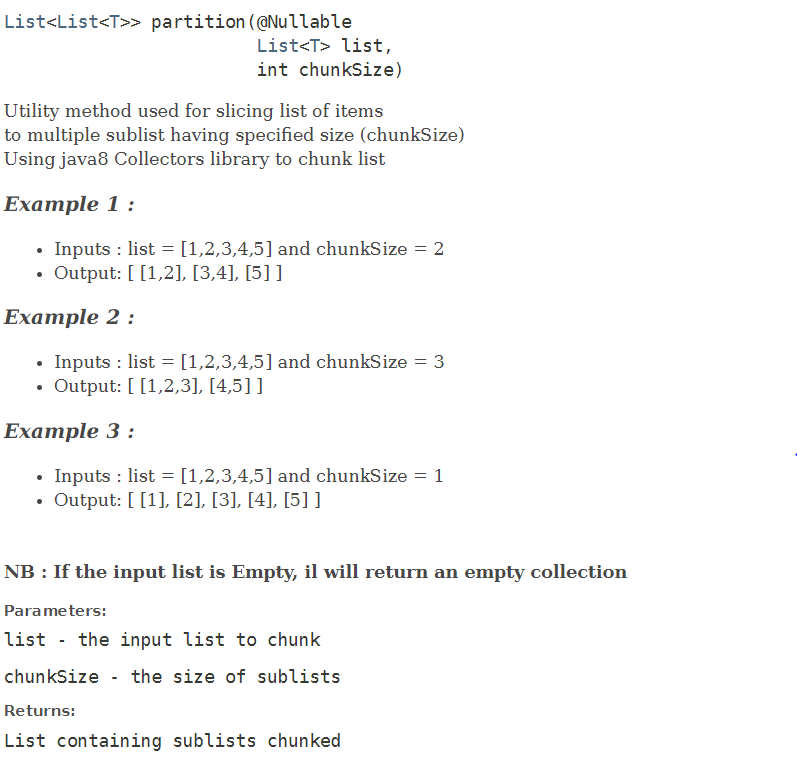 List<List<T>> partition(@Nullable
List<T> list,
int chunkSize)
Utility method used for slicing list of items
to multiple sublist having specified size (chunkSize)
Using java8 Collectors library to chunk list
Example 1 :
• Inputs : list = [1,2,3,4,5] and chunkSize = 2
• Output: [ [1,2], [3,4], [5] ]
Example 2 :
• Inputs : list = [1,2,3,4,5] and chunkSize = 3
• Output: [ [1,2,3], [4,5] ]
Example 3 :
• Inputs : list = [1,2,3,4,5] and chunkSize = 1
• Output: [ [1], [2], [3], [4], [5] ]
NB : If the input list is Empty, il will return an empty collection
Parameters:
list - the input list to chunk
chunkSize - the size of sublists
Returns:
List containing sublists chunked